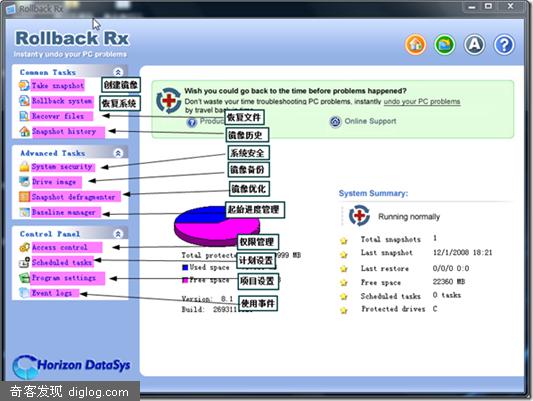 Rollback Rx
Rollback Rx
Instantly undo your PC problems
Common Tasks
Take snapshot
创建镜像
Rollback system
恢复系统
Recover files
恢复文件
Snapshot history
镜像历史
Advanced Tasks
System security
系统安全
Drive image
镜像备份
Snapshot defragmenter
镜像优化
Baseline manager
起始进度管理
Control Panel
Access control
权限管理
Scheduled tasks
计划设置
Program settings
项目设置
Event logs
使用事件
Wish you could go back to the time before problems happened?
Don't waste your time troubleshooting PC problems, instantly undo your PC problems
by travel back in
Produc
Online Support
Total protec
999 MB
Used space
Free space
Version: 8.1
Build: 2693
System Summary:
Running normally
Total snapshots 1
Last snapshot 12/1/2008 18:21
Last restore 0/0/0 0:0
Free space 22360 MB
Scheduled tasks 0 tasks
Protected drives C
Horizon DataSys
奇客发现 diglog.com